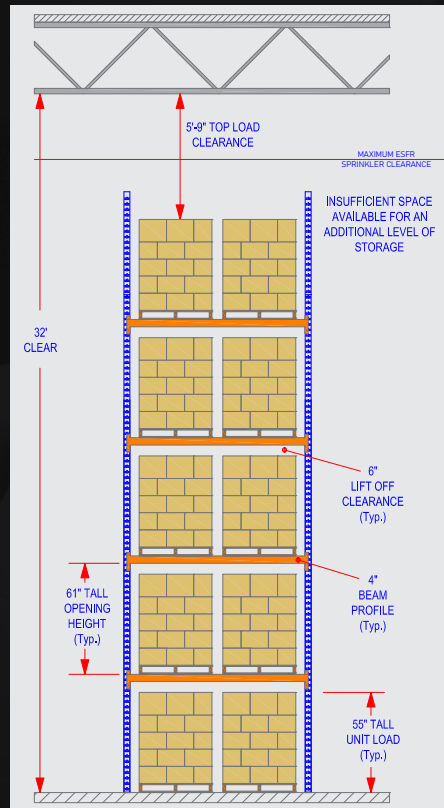 5'-9" TOP LOAD
CLEARANCE
MAXIMUM ESFR
SPRINKLER CLEARANCE
INSUFFICIENT SPACE
AVAILABLE FOR AN
ADDITIONAL LEVEL OF
STORAGE
32'
CLEAR
6"
LIFT OFF
CLEARANCE
(Typ.)
61" TALL
OPENING
HEIGHT
(Typ.)
4"
BEAM
PROFILE
(Typ.)
55" TALL
UNIT LOAD
(Typ.)